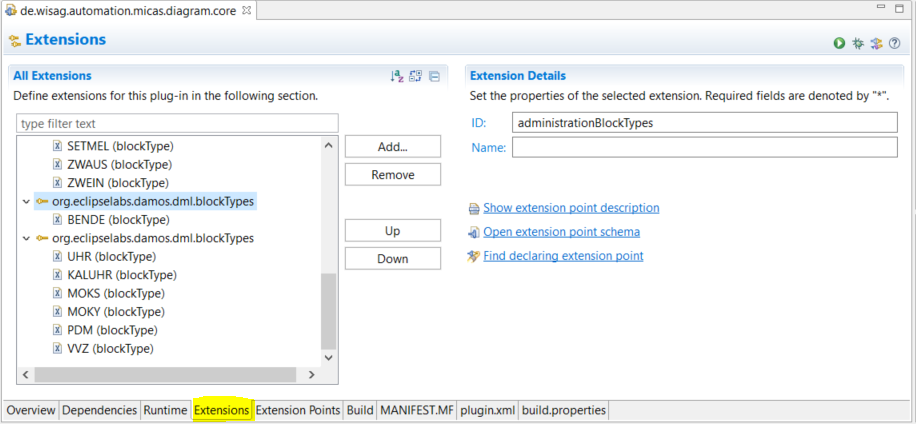 de.wisag.automation.micas.diagram.core
Extensions
All Extensions
Define extensions for this plug-in in the following section.
type filter text
SETMEL (blockType)
ZWAUS (blockType)
ZWEIN (blockType)
org.eclipselabs.damos.dml.blockTypes
BENDE (blockType)
org.eclipselabs.damos.dml.blockTypes
UHR (blockType)
KALUHR (blockType)
MOKS (blockType)
MOKY (blockType)
PDM (blockType)
VVZ (blockType)
Add...
Remove
Up
Down
Extension Details
Set the properties of the selected extension. Required fields are denoted by "*".
ID: administrationBlockTypes
Name:
Show extension point description
Open extension point schema
Find declaring extension point
Overview Dependencies Runtime Extensions Extension Points Build MANIFEST.MF plugin.xml build.properties